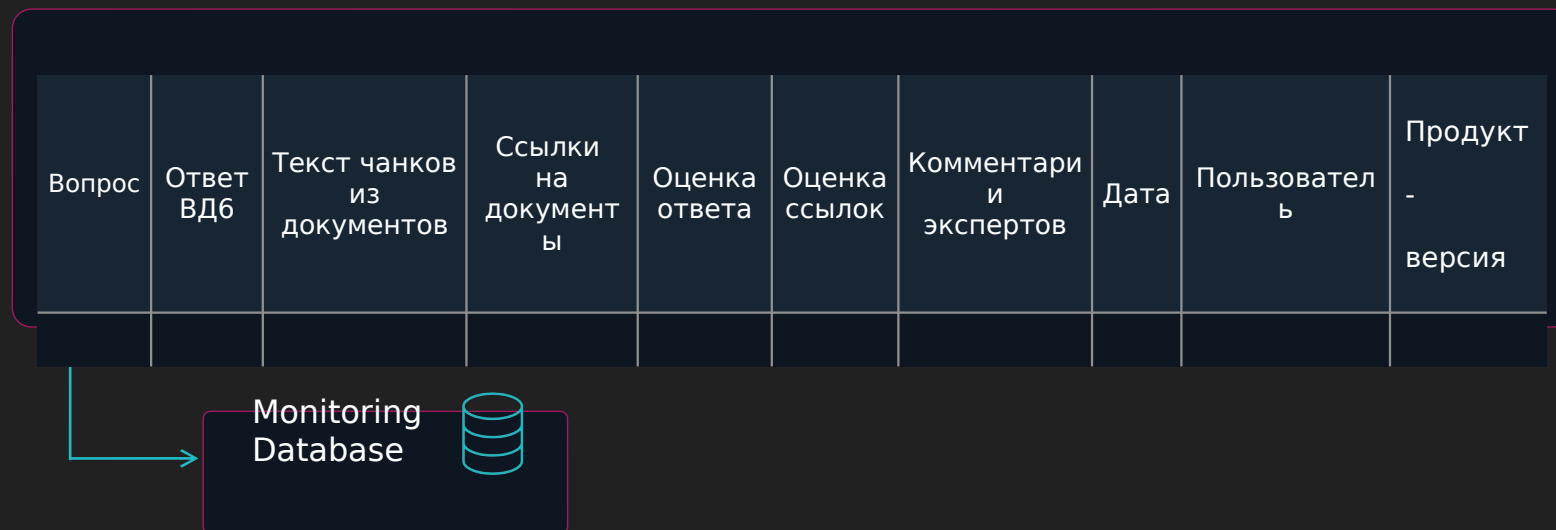 Вопрос
Ответ
ВД6
Текст чанков
из
документов
Ссылки
на
документ
ы
Оценка
ответа
Оценка
ссылок
Комментари
и
экспертов
Дата
Пользовател
ь
Продукт
-
версия
Monitoring
Database